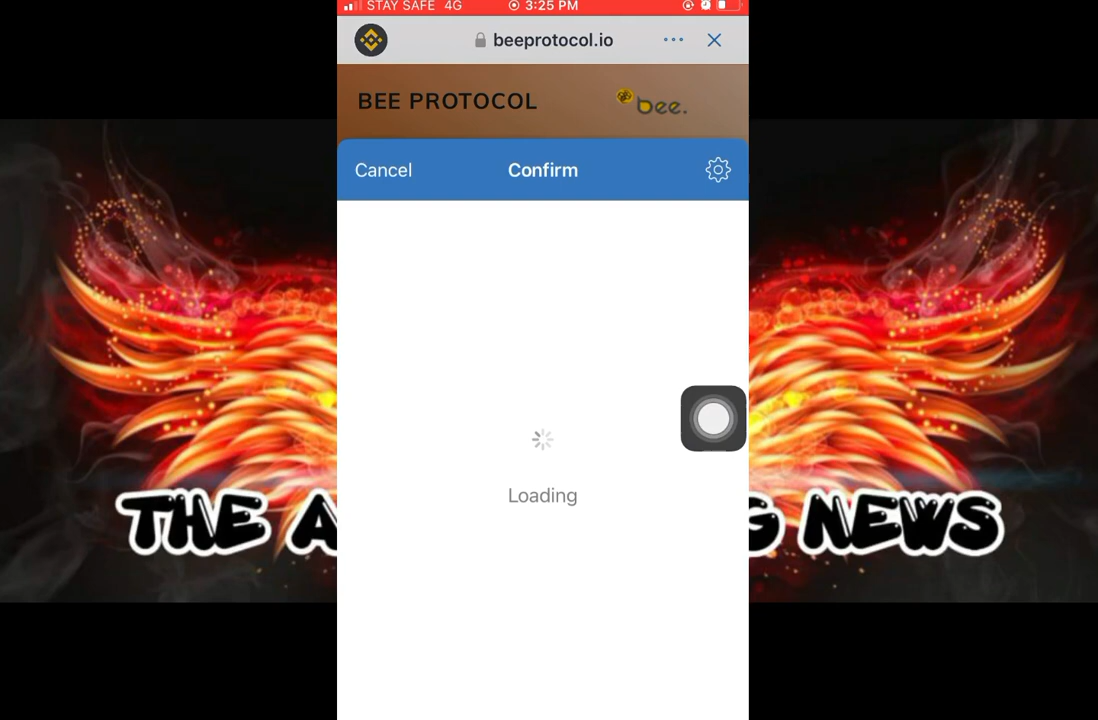 STAY SAFE 4G 3:25 PM
beeprotocol.io
BEE PROTOCOL bee.
Cancel Confirm
Loading
THE A G NEWS